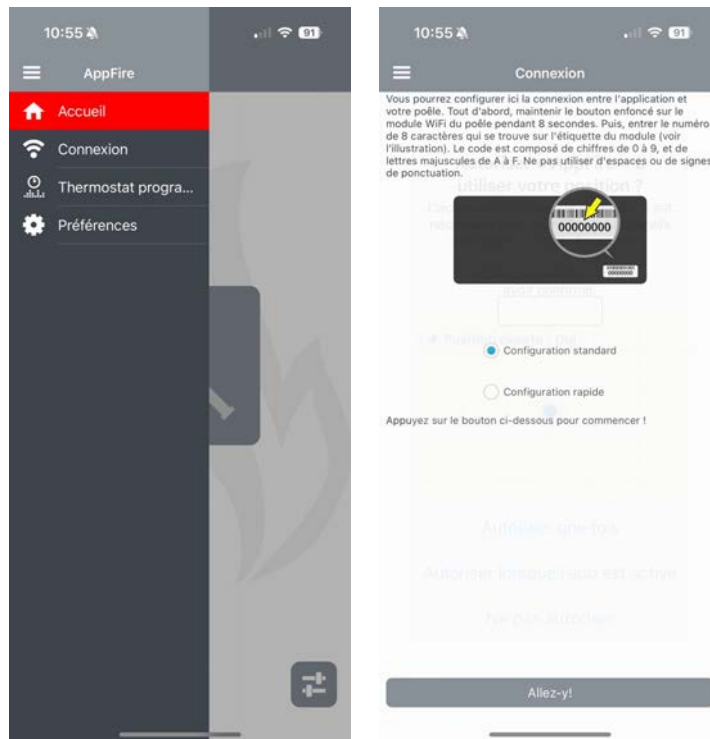 10:55
91
AppFire
Accueil
Connexion
Thermostat progra...
Préférences
10:55
91
Connexion
Vous pourrez configurer ici la connexion entre l'application et
votre poêle. Tout d'abord, maintenir le bouton enfoncé sur le
module WiFi du poêle pendant 8 secondes. Puis, entrer le numéro
de 8 caractères qui se trouve sur l'étiquette du module (voir
l'illustration). Le code est composé de chiffres de 0 à 9, et de
lettres majuscules de A à F. Ne pas utiliser d'espaces ou de signes
de ponctuation.
utiliser votre position ?
00000000
00000000
Configuration standard
Configuration rapide
Appuyez sur le bouton ci-dessous pour commencer !
Autoriser une fois
Autoriser lorsque l'app est active
Ne pas autoriser
Allez-y!